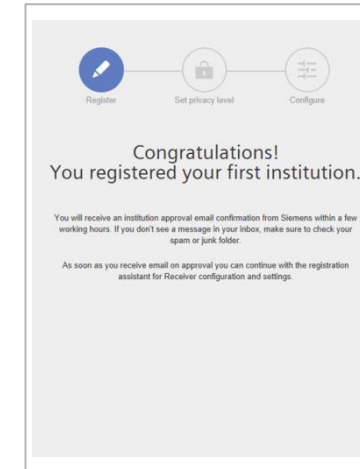 Register Set privacy level Configure
Congratulations!
You registered your first institution.
You will receive an institution approval email confirmation from Siemens within a few
working hours. If you don't see a message in your inbox, make sure to check your
spam or junk folder.
As soon as you receive email on approval you can continue with the registration
assistant for Receiver configuration and settings.